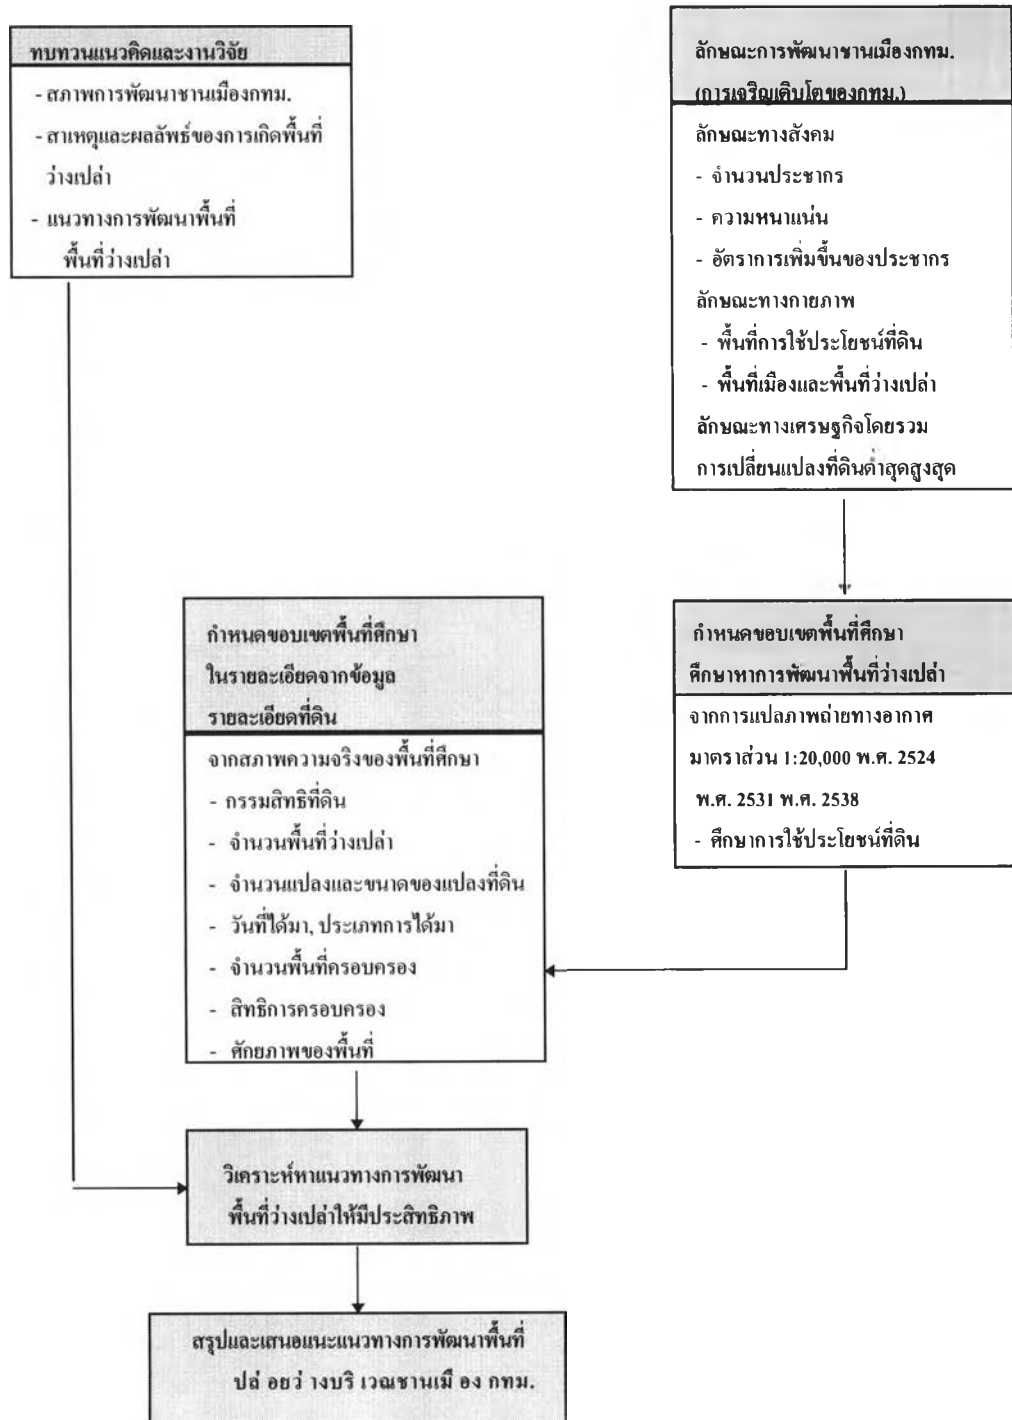 ทบทวนแนวคิดและงานวิจัย
- สภาพการพัฒนาชานเมืองกทม.
- สาเหตุและผลลัพธ์ของการเกิดพื้นที่
ว่างเปล่า
- แนวทางการพัฒนาพื้นที่
พื้นที่ว่างเปล่า
ลักษณะการพัฒนาชานเมืองกทม.
(การเจริญเติบโตของกทม.)
ลักษณะทางสังคม
- จำนวนประชากร
- ความหนาแน่น
- อัตราการเพิ่มขึ้นของประชากร
ลักษณะทางกายภาพ
- พื้นที่การใช้ประโยชน์ที่ดิน
- พื้นที่เมืองและพื้นที่ว่างเปล่า
ลักษณะทางเศรษฐกิจโดยรวม
การเปลี่ยนแปลงที่ดินต่ำสุดสูงสุด
กำหนดขอบเขตพื้นที่ศึกษา
ศึกษาหาการพัฒนาพื้นที่ว่างเปล่า
จากการแปลภาพถ่ายทางอากาศ
มาตราส่วน 1:20,000 พ.ศ. 2524
พ.ศ. 2531 พ.ศ. 2538
- ศึกษาการใช้ประโยชน์ที่ดิน
กำหนดขอบเขตพื้นที่ศึกษา
ในรายละเอียดจากข้อมูล
รายละเอียดที่ดิน
จากสภาพความจริงของพื้นที่ศึกษา
- กรรมสิทธิที่ดิน
- จำนวนพื้นที่ว่างเปล่า
- จำนวนแปลงและขนาดของแปลงที่ดิน
- วันที่ได้มา, ประเภทการได้มา
- จำนวนพื้นที่ครอบครอง
- สิทธิการครอบครอง
- ศักยภาพของพื้นที่
วิเคราะห์หาแนวทางการพัฒนา
พื้นที่ว่างเปล่าให้มีประสิทธิภาพ
สรุปและเสนอแนะแนวทางการพัฒนาพื้นที่
ปล่ อยว่ างบริ เวณชานเมื อง กทม.